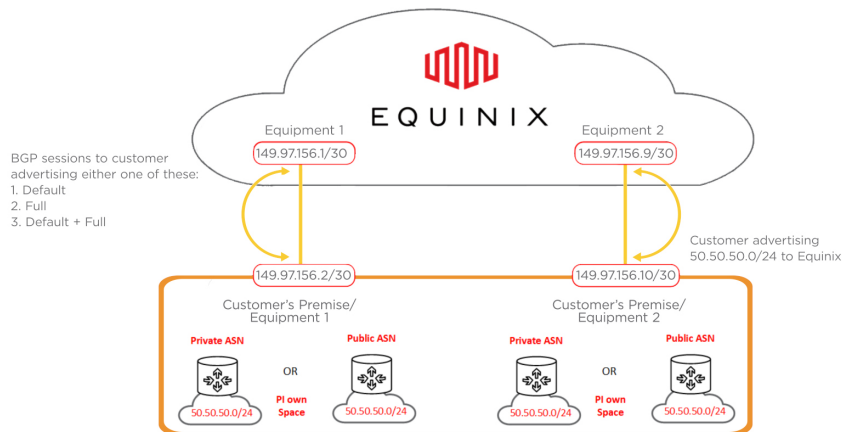 EQUINIX
Equipment 1
Equipment 2
149.97.156.1/30
149.97.156.9/30
BGP sessions to customer
advertising either one of these:
1. Default
2. Full
3. Default + Full
Customer advertising
50.50.50.0/24 to Equinix
149.97.156.2/30
149.97.156.10/30
Customer's Premise/
Equipment 1
Customer's Premise/
Equipment 2
Private ASN
Public ASN
Private ASN
Public ASN
OR
OR
PI own
Space
PI own
Space
50.50.50.0/24
50.50.50.0/24
50.50.50.0/24
50.50.50.0/24